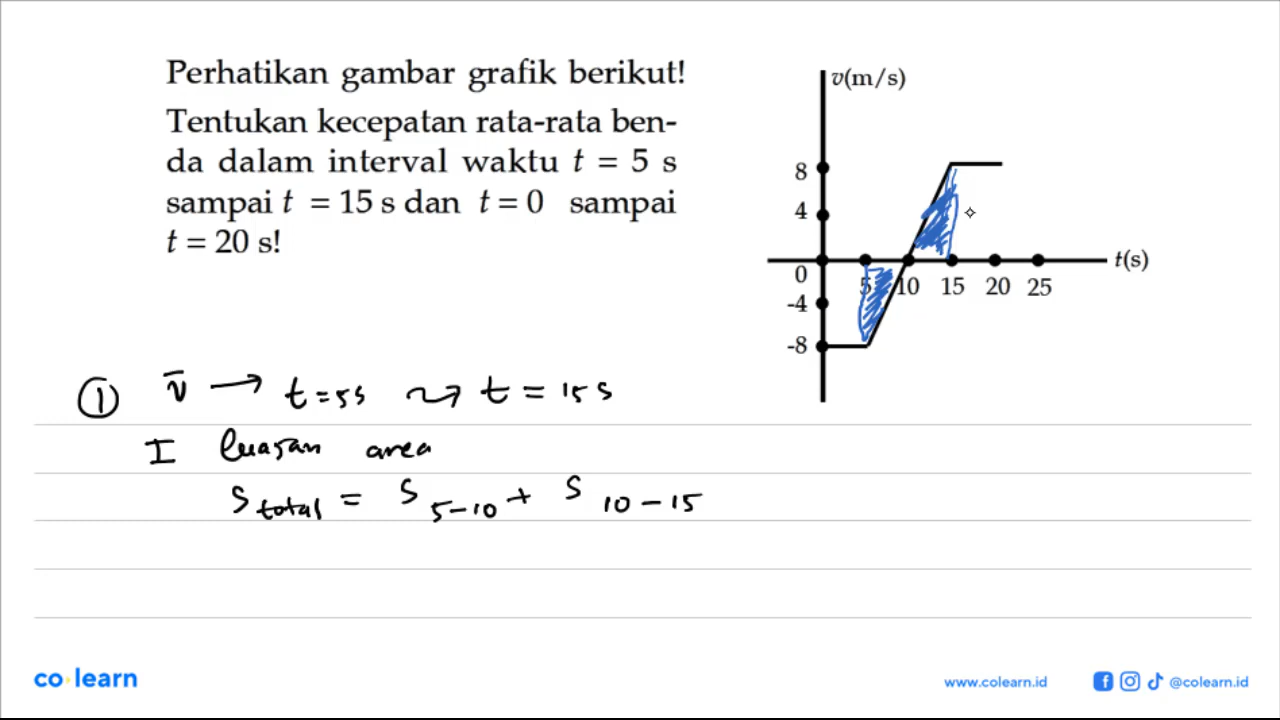 Perhatikan gambar grafik berikut!
Tentukan kecepatan rata-rata ben-
da dalam interval waktu t = 5 s
sampai t = 15 s dan t = 0 sampai
t = 20 s!
v(m/s)
8
4
0
-4
-8
5 10 15 20 25
t(s)
① v̄ → t = 5s ⤳ t = 15 s
I luasan area
S total = S 5-10 + S 10-15
co learn
www.colearn.id
@colearn.id